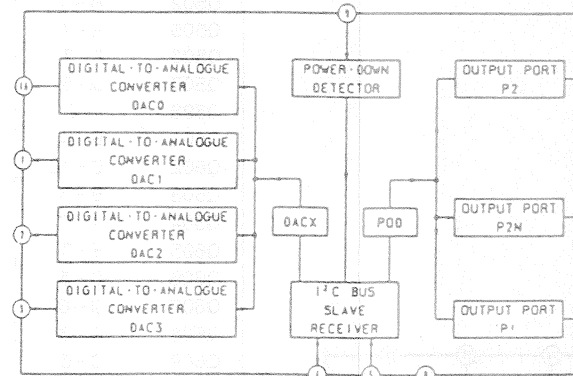 9
DIGITAL-TO-ANALOGUE
CONVERTER
DAC0
POWER-DOWN
DETECTOR
OUTPUT PORT
P2
16
DIGITAL-TO-ANALOGUE
CONVERTER
DAC1
1
DIGITAL-TO-ANALOGUE
CONVERTER
DAC2
2
DACX
POD
OUTPUT PORT
P2N
DIGITAL-TO-ANALOGUE
CONVERTER
DAC3
3
I²C BUS
SLAVE
RECEIVER
OUTPUT PORT
P1
4
5
8